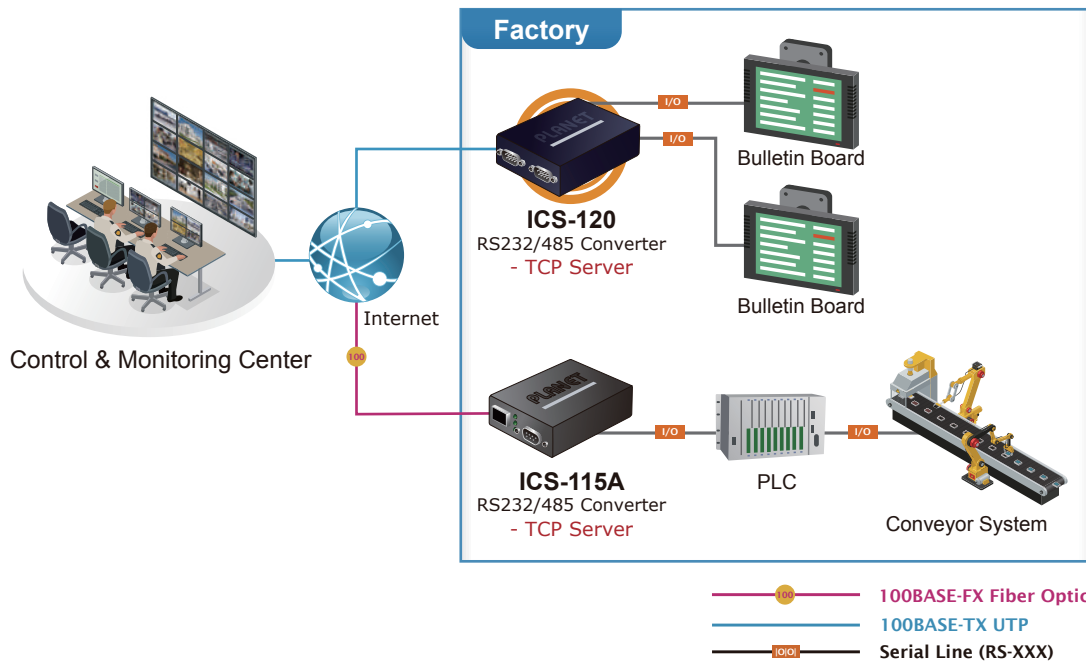 Factory
PLANET
I/O
I/O
Bulletin Board
ICS-120
RS232/485 Converter
- TCP Server
Bulletin Board
Internet
Control & Monitoring Center
100
PLANET
I/O
I/O
ICS-115A
RS232/485 Converter
- TCP Server
PLC
Conveyor System
100
100BASE-FX Fiber Optic
100BASE-TX UTP
|O|O|
Serial Line (RS-XXX)